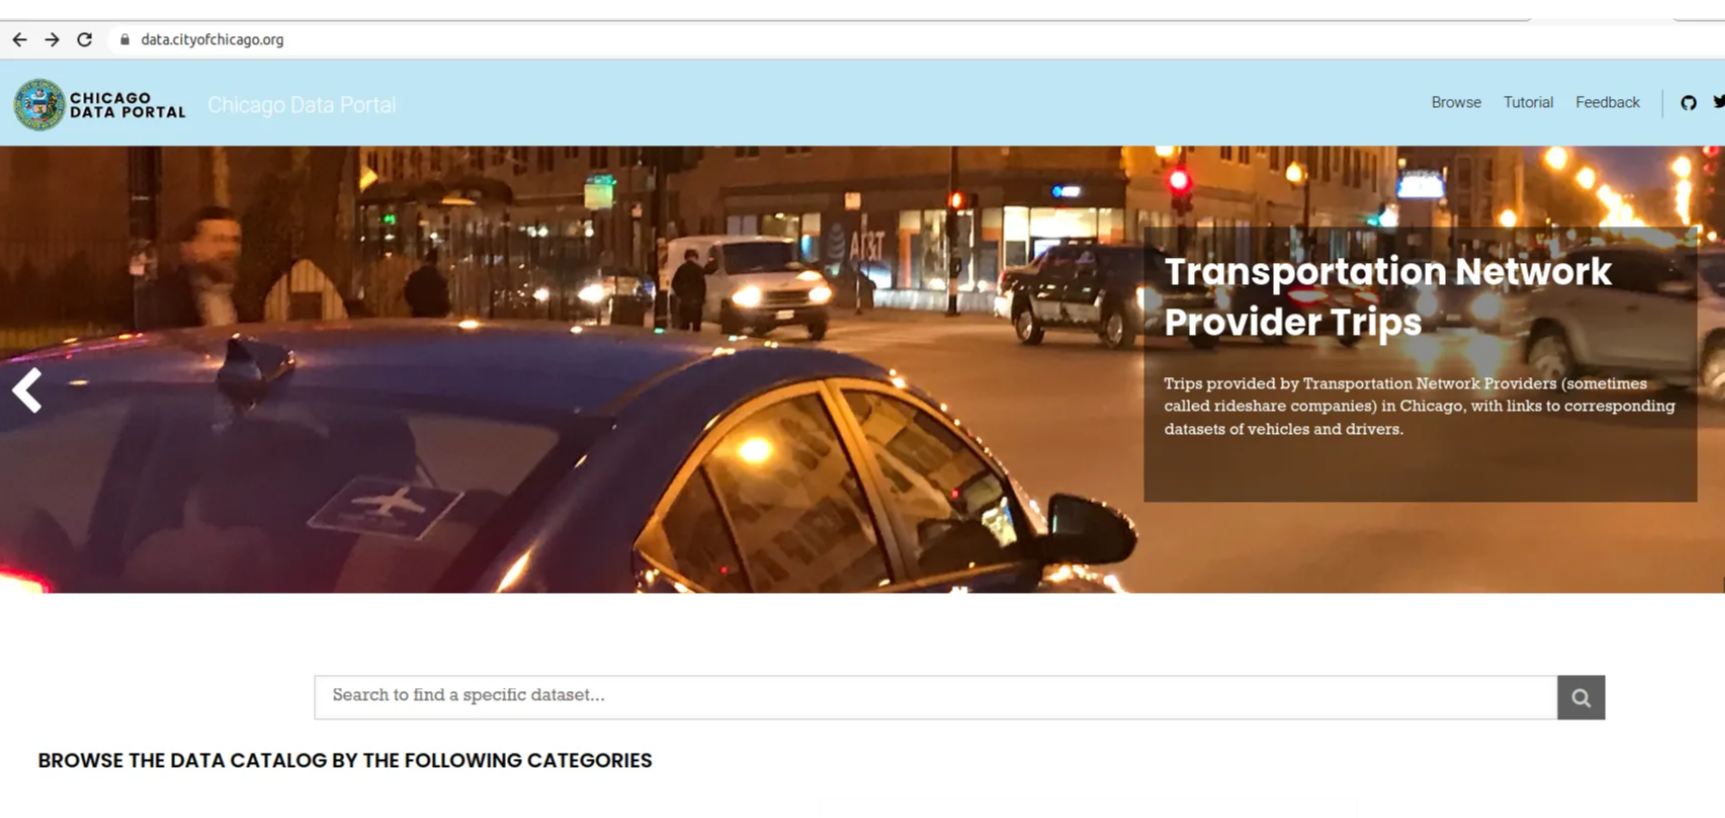 data.cityofchicago.org
CHICAGO
DATA PORTAL
Chicago Data Portal
Browse Tutorial Feedback
AT&T
Transportation Network
Provider Trips
Trips provided by Transportation Network Providers (sometimes
called rideshare companies) in Chicago, with links to corresponding
datasets of vehicles and drivers.
Search to find a specific dataset...
BROWSE THE DATA CATALOG BY THE FOLLOWING CATEGORIES